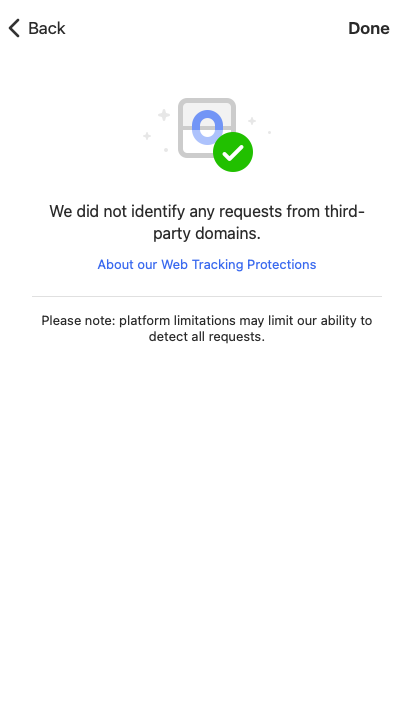 Back
Done
We did not identify any requests from third-
party domains.
About our Web Tracking Protections
Please note: platform limitations may limit our ability to
detect all requests.